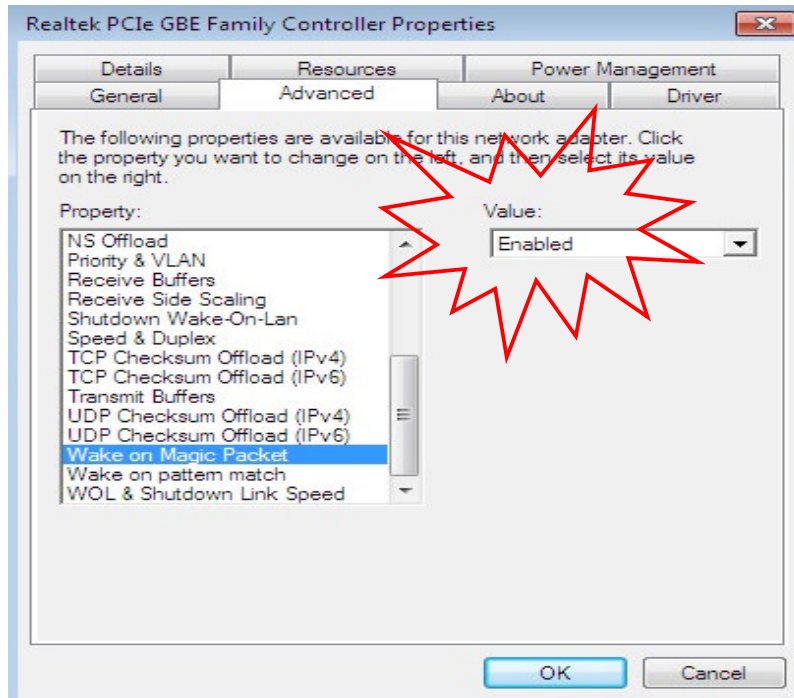 Realtek PCIe GBE Family Controller Properties
Details Resources Power Management
General Advanced About Driver
The following properties are available for this network adapter. Click
the property you want to change on the left, and then select its value
on the right.
Property:
Value:
Enabled
NS Offload
Priority & VLAN
Receive Buffers
Receive Side Scaling
Shutdown Wake-On-Lan
Speed & Duplex
TCP Checksum Offload (IPv4)
TCP Checksum Offload (IPv6)
Transmit Buffers
UDP Checksum Offload (IPv4)
UDP Checksum Offload (IPv6)
Wake on Magic Packet
Wake on pattern match
WOL & Shutdown Link Speed
OK Cancel